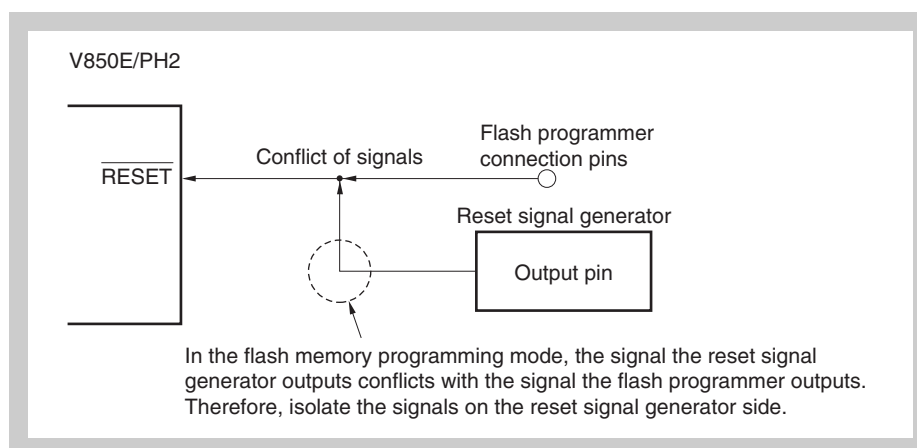 V850E/PH2
Flash programmer
connection pins
Conflict of signals
RESET
Reset signal generator
Output pin
In the flash memory programming mode, the signal the reset signal
generator outputs conflicts with the signal the flash programmer outputs.
Therefore, isolate the signals on the reset signal generator side.